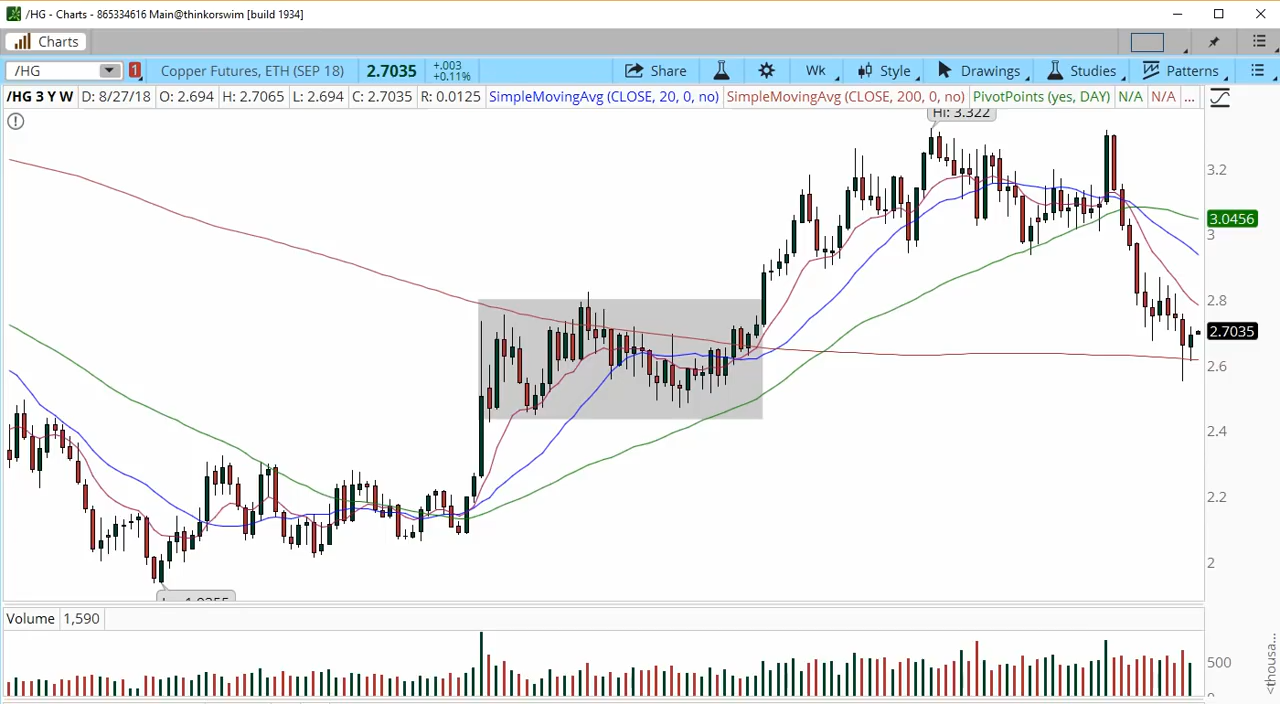 /HG - Charts - 865334616 Main@thinkorswim [build 1934]
Charts
/HG 1 Copper Futures, ETH (SEP 18) 2.7035 +.003 +0.11% Share Wk Style Drawings Studies Patterns
/HG 3 Y W D: 8/27/18 O: 2.694 H: 2.7065 L: 2.694 C: 2.7035 R: 0.0125 SimpleMovingAvg (CLOSE, 20, 0, no) SimpleMovingAvg (CLOSE, 200, 0, no) PivotPoints (yes, DAY) N/A N/A ...
Hi: 3.322
3.2
3.0456
3
2.8
2.7035
2.6
2.4
2.2
2
Volume 1,590
500
<thousa...